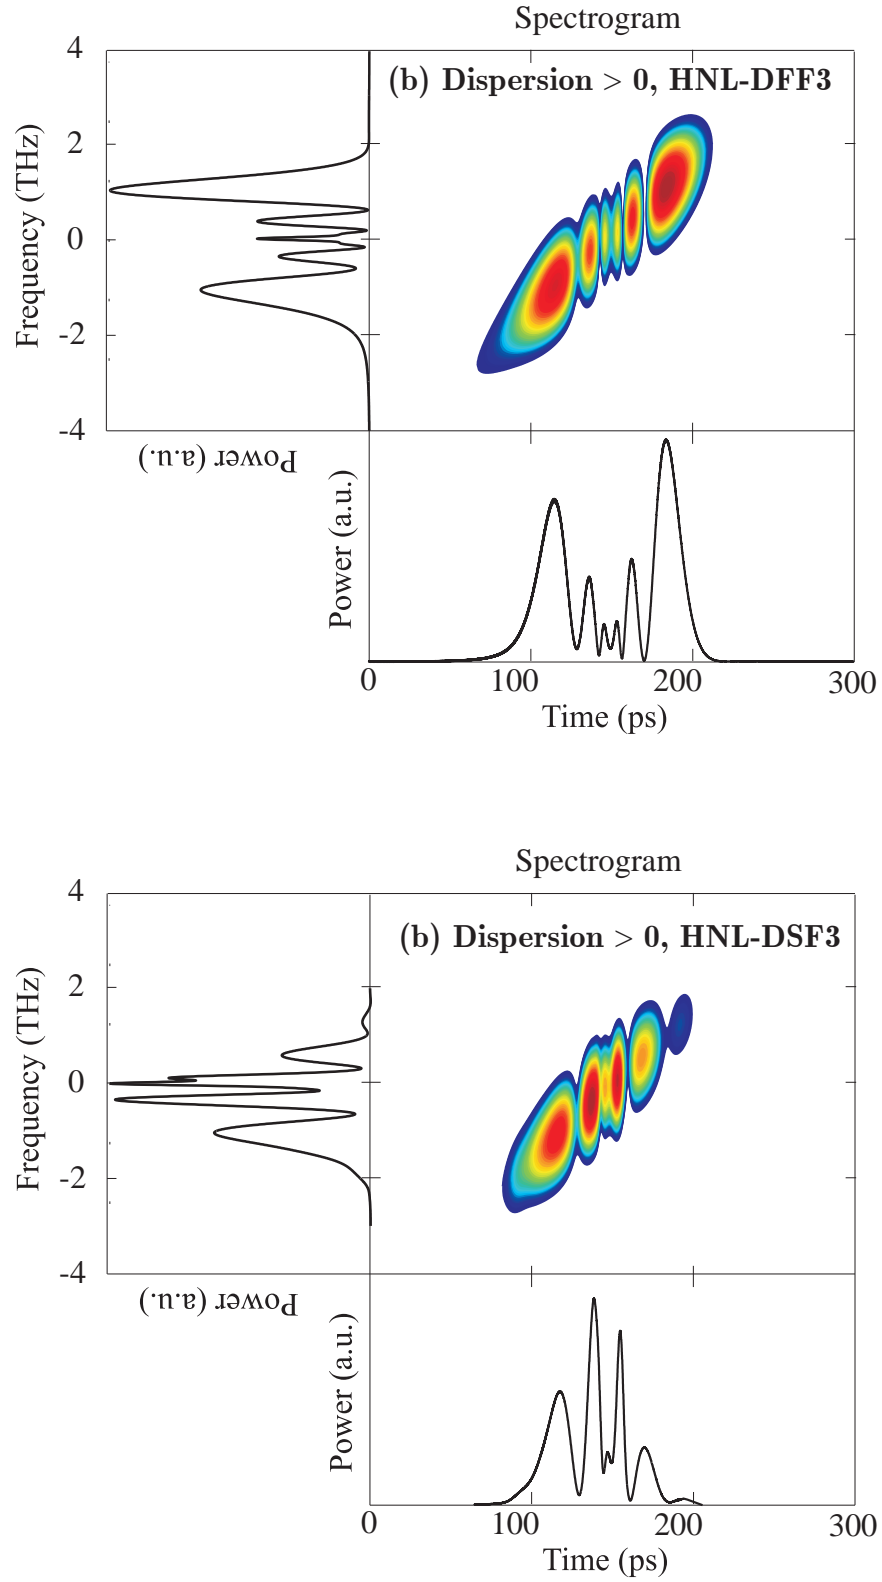 Spectrogram
(b) Dispersion > 0, HNL-DFF3
4
2
0
-2
-4
Frequency (THz)
Power (a.u.)
Power (a.u.)
0 100 200 300
Time (ps)
Spectrogram
(b) Dispersion > 0, HNL-DSF3
4
2
0
-2
-4
Frequency (THz)
Power (a.u.)
Power (a.u.)
0 100 200 300
Time (ps)